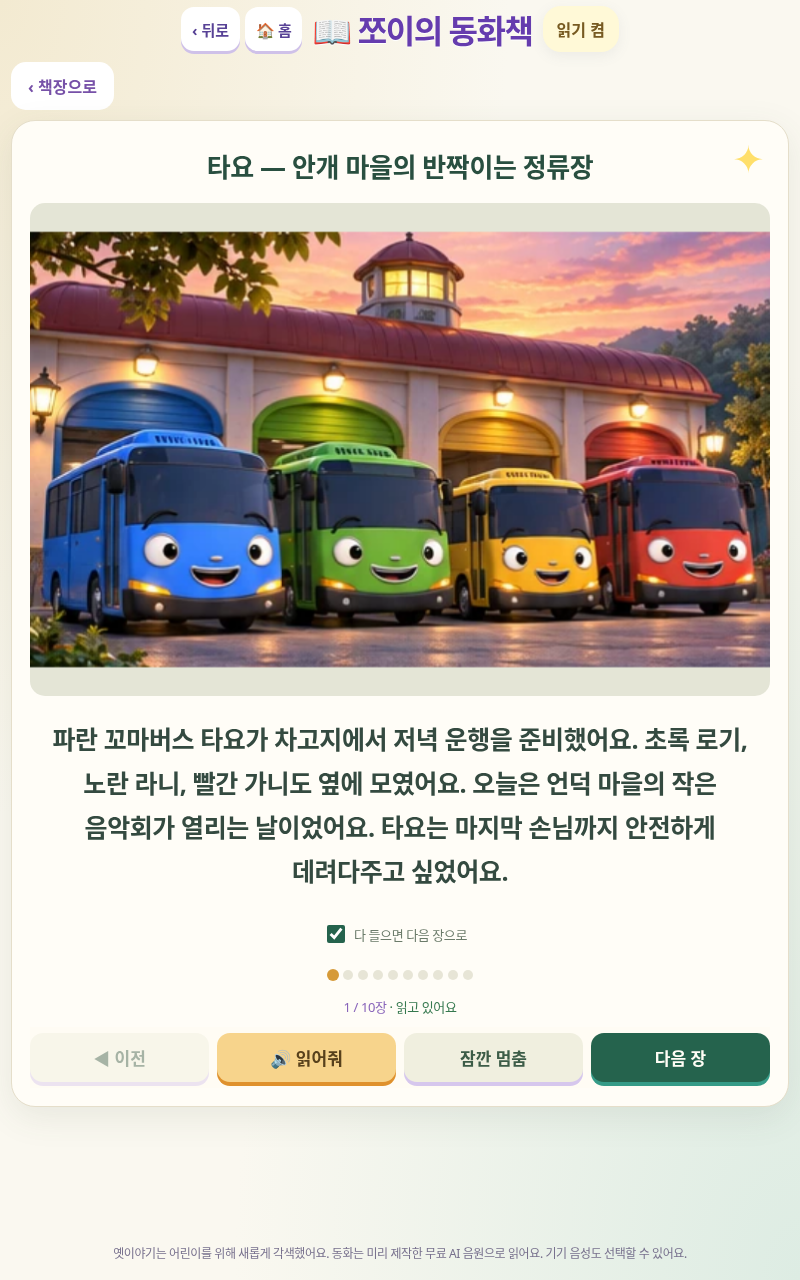 ‹ 뒤로 🏠 홈 📖 쪼이의 동화책 읽기 켬
‹ 책장으로
타요 — 안개 마을의 반짝이는 정류장
파란 꼬마버스 타요가 차고지에서 저녁 운행을 준비했어요. 초록 로기,
노란 라니, 빨간 가니도 옆에 모였어요. 오늘은 언덕 마을의 작은
음악회가 열리는 날이었어요. 타요는 마지막 손님까지 안전하게
데려다주고 싶었어요.
다 들으면 다음 장으로
1 / 10장 · 읽고 있어요
◀ 이전 🔊 읽어줘 잠깐 멈춤 다음 장
옛이야기는 어린이를 위해 새롭게 각색했어요. 동화는 미리 제작한 무료 AI 음원으로 읽어요. 기기 음성도 선택할 수 있어요.